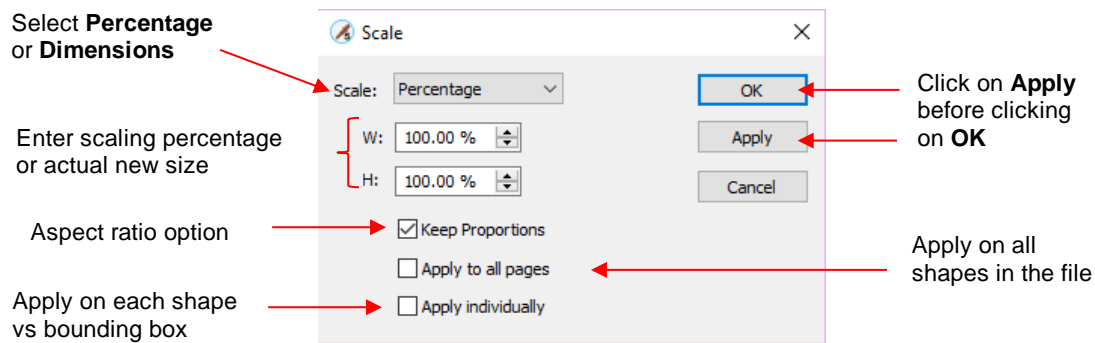 Select Percentage
or Dimensions
Scale
Scale:
Percentage
OK
Click on Apply
before clicking
on OK
Enter scaling percentage
or actual new size
W:
100.00 %
Apply
H:
100.00 %
Cancel
Aspect ratio option
Keep Proportions
Apply to all pages
Apply on all
shapes in the file
Apply on each shape
vs bounding box
Apply individually